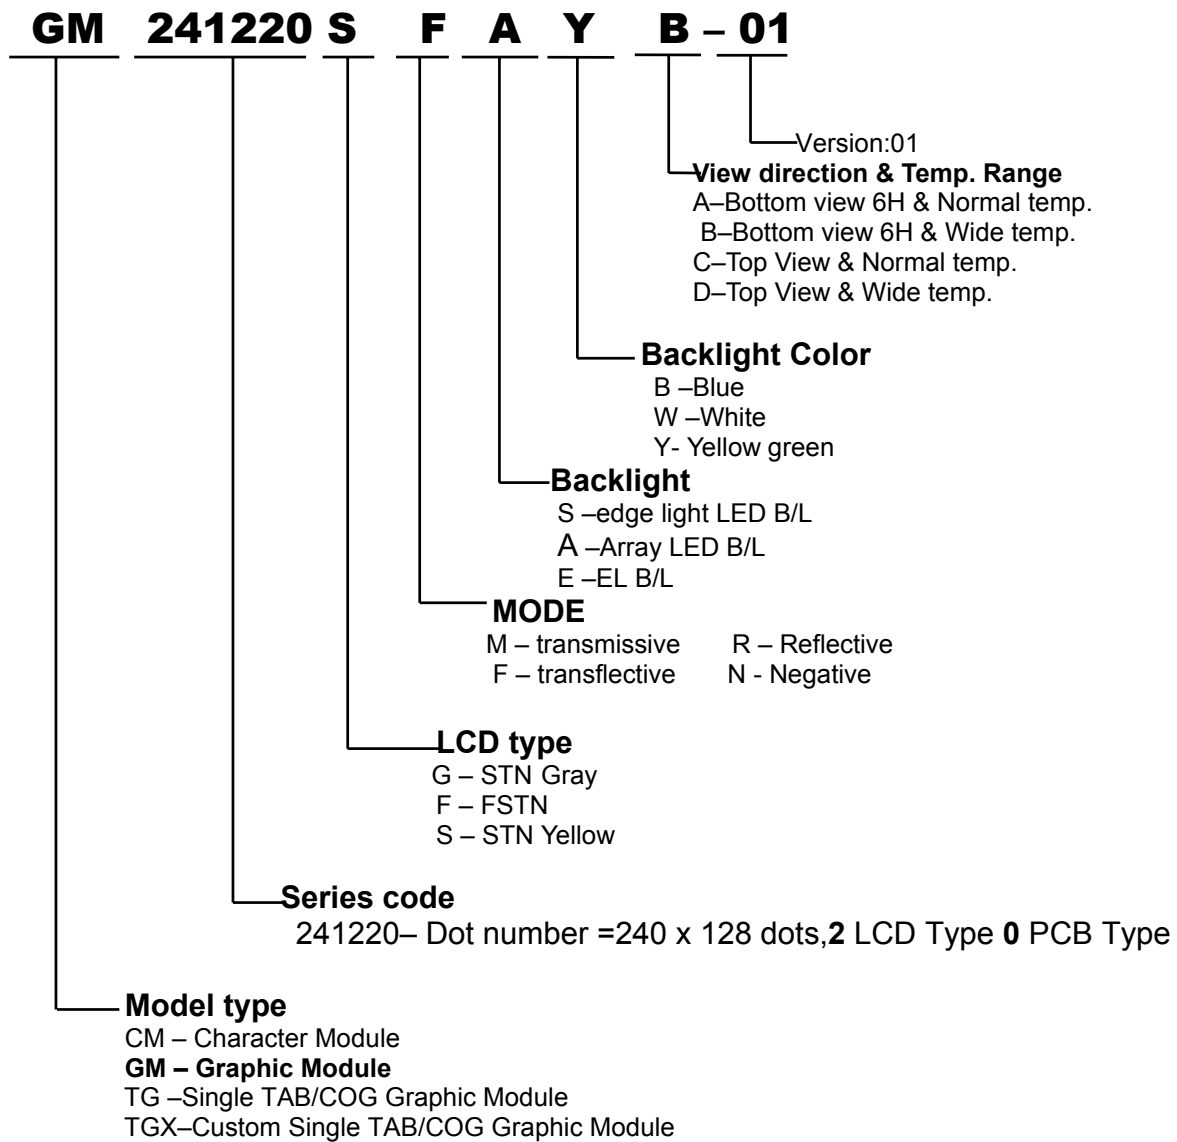 GM 241220 S F A Y B – 01
Version:01
View direction & Temp. Range
A–Bottom view 6H & Normal temp.
B–Bottom view 6H & Wide temp.
C–Top View & Normal temp.
D–Top View & Wide temp.
Backlight Color
B –Blue
W –White
Y- Yellow green
Backlight
S –edge light LED B/L
A –Array LED B/L
E –EL B/L
MODE
M – transmissive R – Reflective
F – transflective N - Negative
LCD type
G – STN Gray
F – FSTN
S – STN Yellow
Series code
241220– Dot number =240 x 128 dots,2 LCD Type 0 PCB Type
Model type
CM – Character Module
GM – Graphic Module
TG –Single TAB/COG Graphic Module
TGX–Custom Single TAB/COG Graphic Module